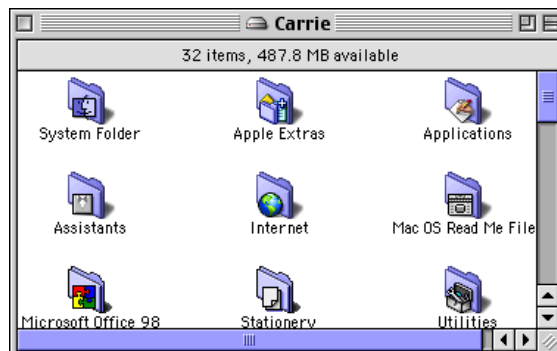 Carrie
32 items, 487.8 MB available
System Folder Apple Extras Applications
Assistants Internet Mac OS Read Me File
Microsoft Office 98 Stationery Utilities